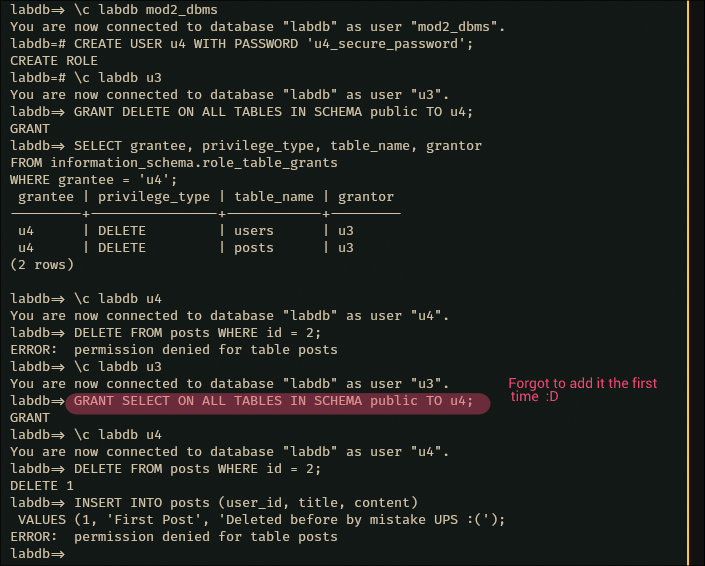 labdb=> \c labdb mod2_dbms
You are now connected to database "labdb" as user "mod2_dbms".
labdb=# CREATE USER u4 WITH PASSWORD 'u4_secure_password';
CREATE ROLE
labdb=# \c labdb u3
You are now connected to database "labdb" as user "u3".
labdb=> GRANT DELETE ON ALL TABLES IN SCHEMA public TO u4;
GRANT
labdb=> SELECT grantee, privilege_type, table_name, grantor
FROM information_schema.role_table_grants
WHERE grantee = 'u4';
 grantee | privilege_type | table_name | grantor
---------+----------------+------------+---------
 u4      | DELETE         | users      | u3
 u4      | DELETE         | posts      | u3
(2 rows)

labdb=> \c labdb u4
You are now connected to database "labdb" as user "u4".
labdb=> DELETE FROM posts WHERE id = 2;
ERROR:  permission denied for table posts
labdb=> \c labdb u3
You are now connected to database "labdb" as user "u3".
labdb=> GRANT SELECT ON ALL TABLES IN SCHEMA public TO u4;
Forgot to add it the first
time :D
GRANT
labdb=> \c labdb u4
You are now connected to database "labdb" as user "u4".
labdb=> DELETE FROM posts WHERE id = 2;
DELETE 1
labdb=> INSERT INTO posts (user_id, title, content)
 VALUES (1, 'First Post', 'Deleted before by mistake UPS :(');
ERROR:  permission denied for table posts
labdb=>